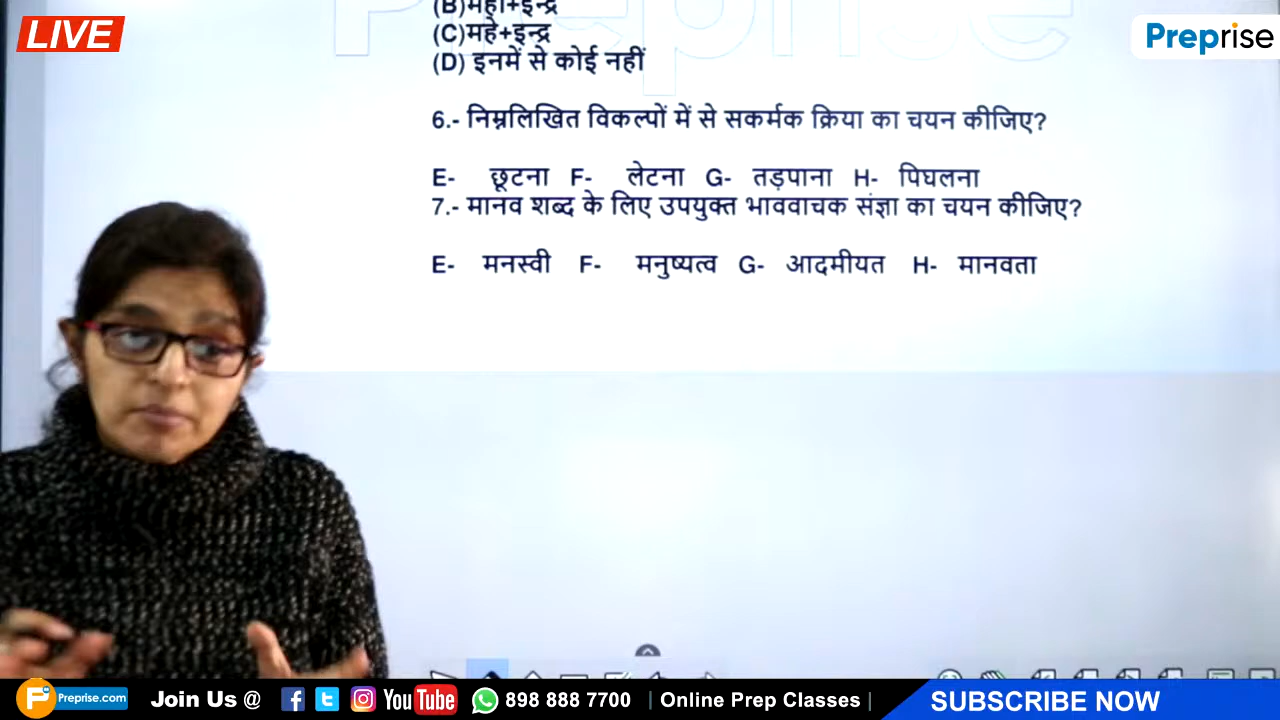 LIVE
Preprise
(B)महा+इन्द्र
(C)महे+इन्द्र
(D) इनमें से कोई नहीं
Preprise
6.- निम्नलिखित विकल्पों में से सकर्मक क्रिया का चयन कीजिए?
E- छूटना F- लेटना G- तड़पाना H- पिघलना
7.- मानव शब्द के लिए उपयुक्त भाववाचक संज्ञा का चयन कीजिए?
E- मनस्वी F- मनुष्यत्व G- आदमीयत H- मानवता
Preprise.com Join Us @ YouTube 898 888 7700 | Online Prep Classes | SUBSCRIBE NOW